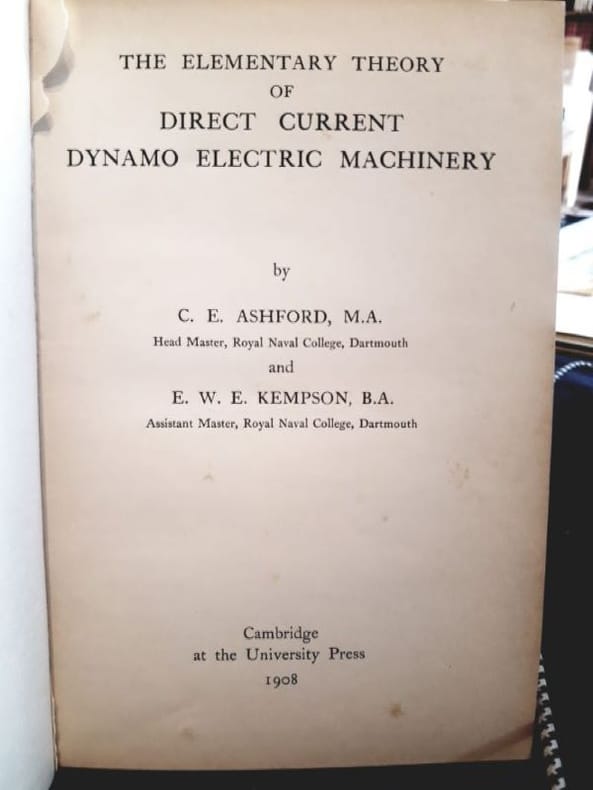 THE ELEMENTARY THEORY
OF
DIRECT CURRENT
DYNAMO ELECTRIC MACHINERY
by
C. E. ASHFORD, M.A.
Head Master, Royal Naval College, Dartmouth
and
E. W. E. KEMPSON, B.A.
Assistant Master, Royal Naval College, Dartmouth
Cambridge
at the University Press
1908